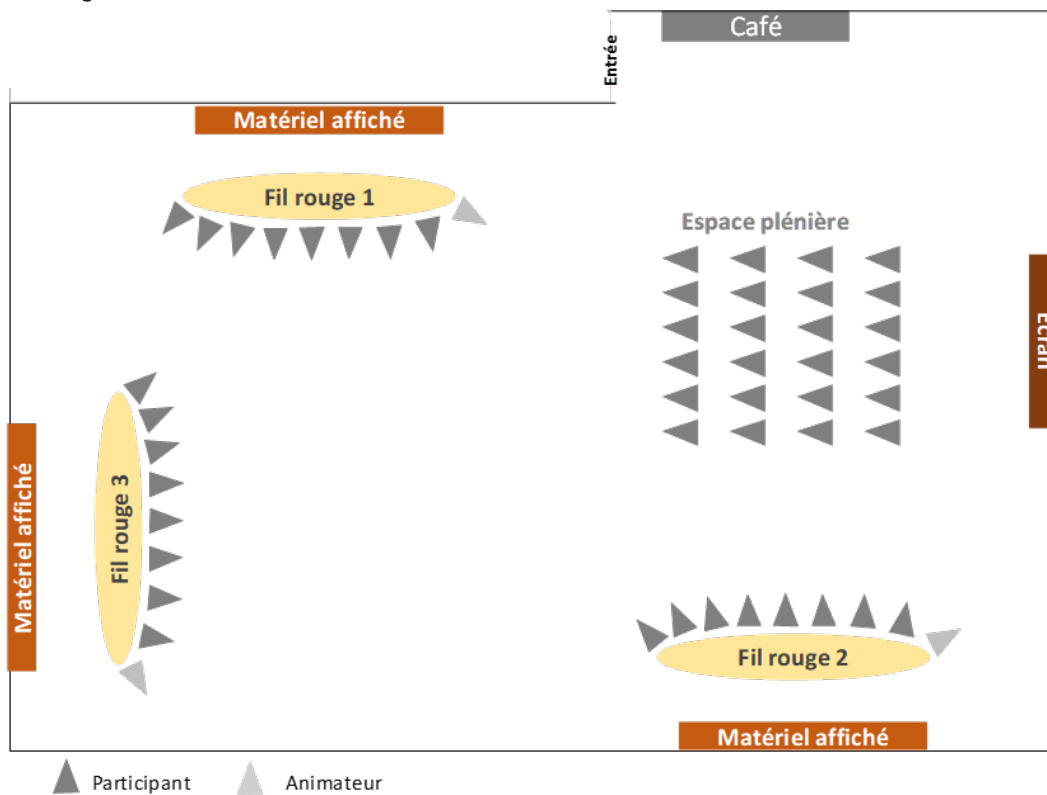 Café
Entrée
Matériel affiché
Fil rouge 1
Espace plénière
Ecran
Fil rouge 3
Matériel affiché
Fil rouge 2
Matériel affiché
Participant
Animateur